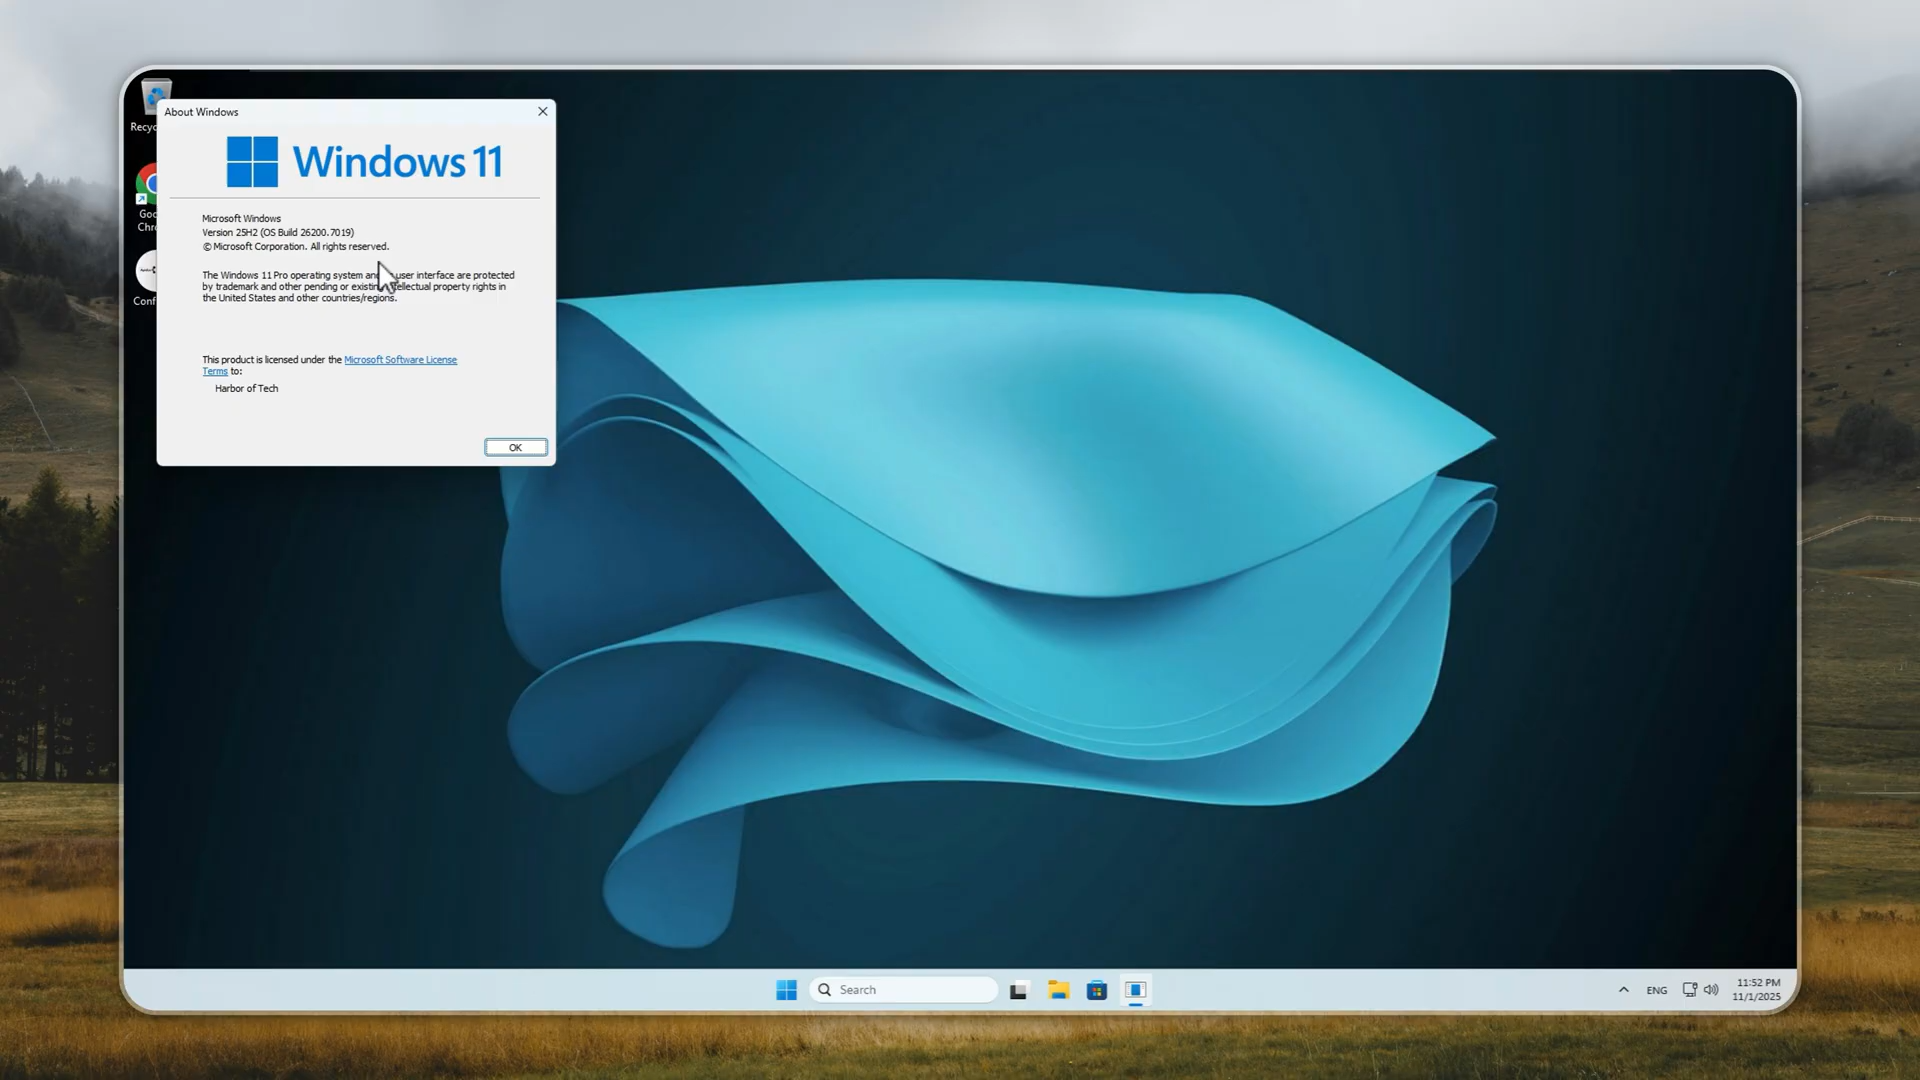 Recyc
About Windows
Windows 11
Goo
Chro
Conf
Microsoft Windows
Version 25H2 (OS Build 26200.7019)
© Microsoft Corporation. All rights reserved.
The Windows 11 Pro operating system and user interface are protected
by trademark and other pending or existing intellectual property rights in
the United States and other countries/regions.
This product is licensed under the Microsoft Software License
Terms to:
Harbor of Tech
OK
Search
ENG
11:52 PM
11/1/2025